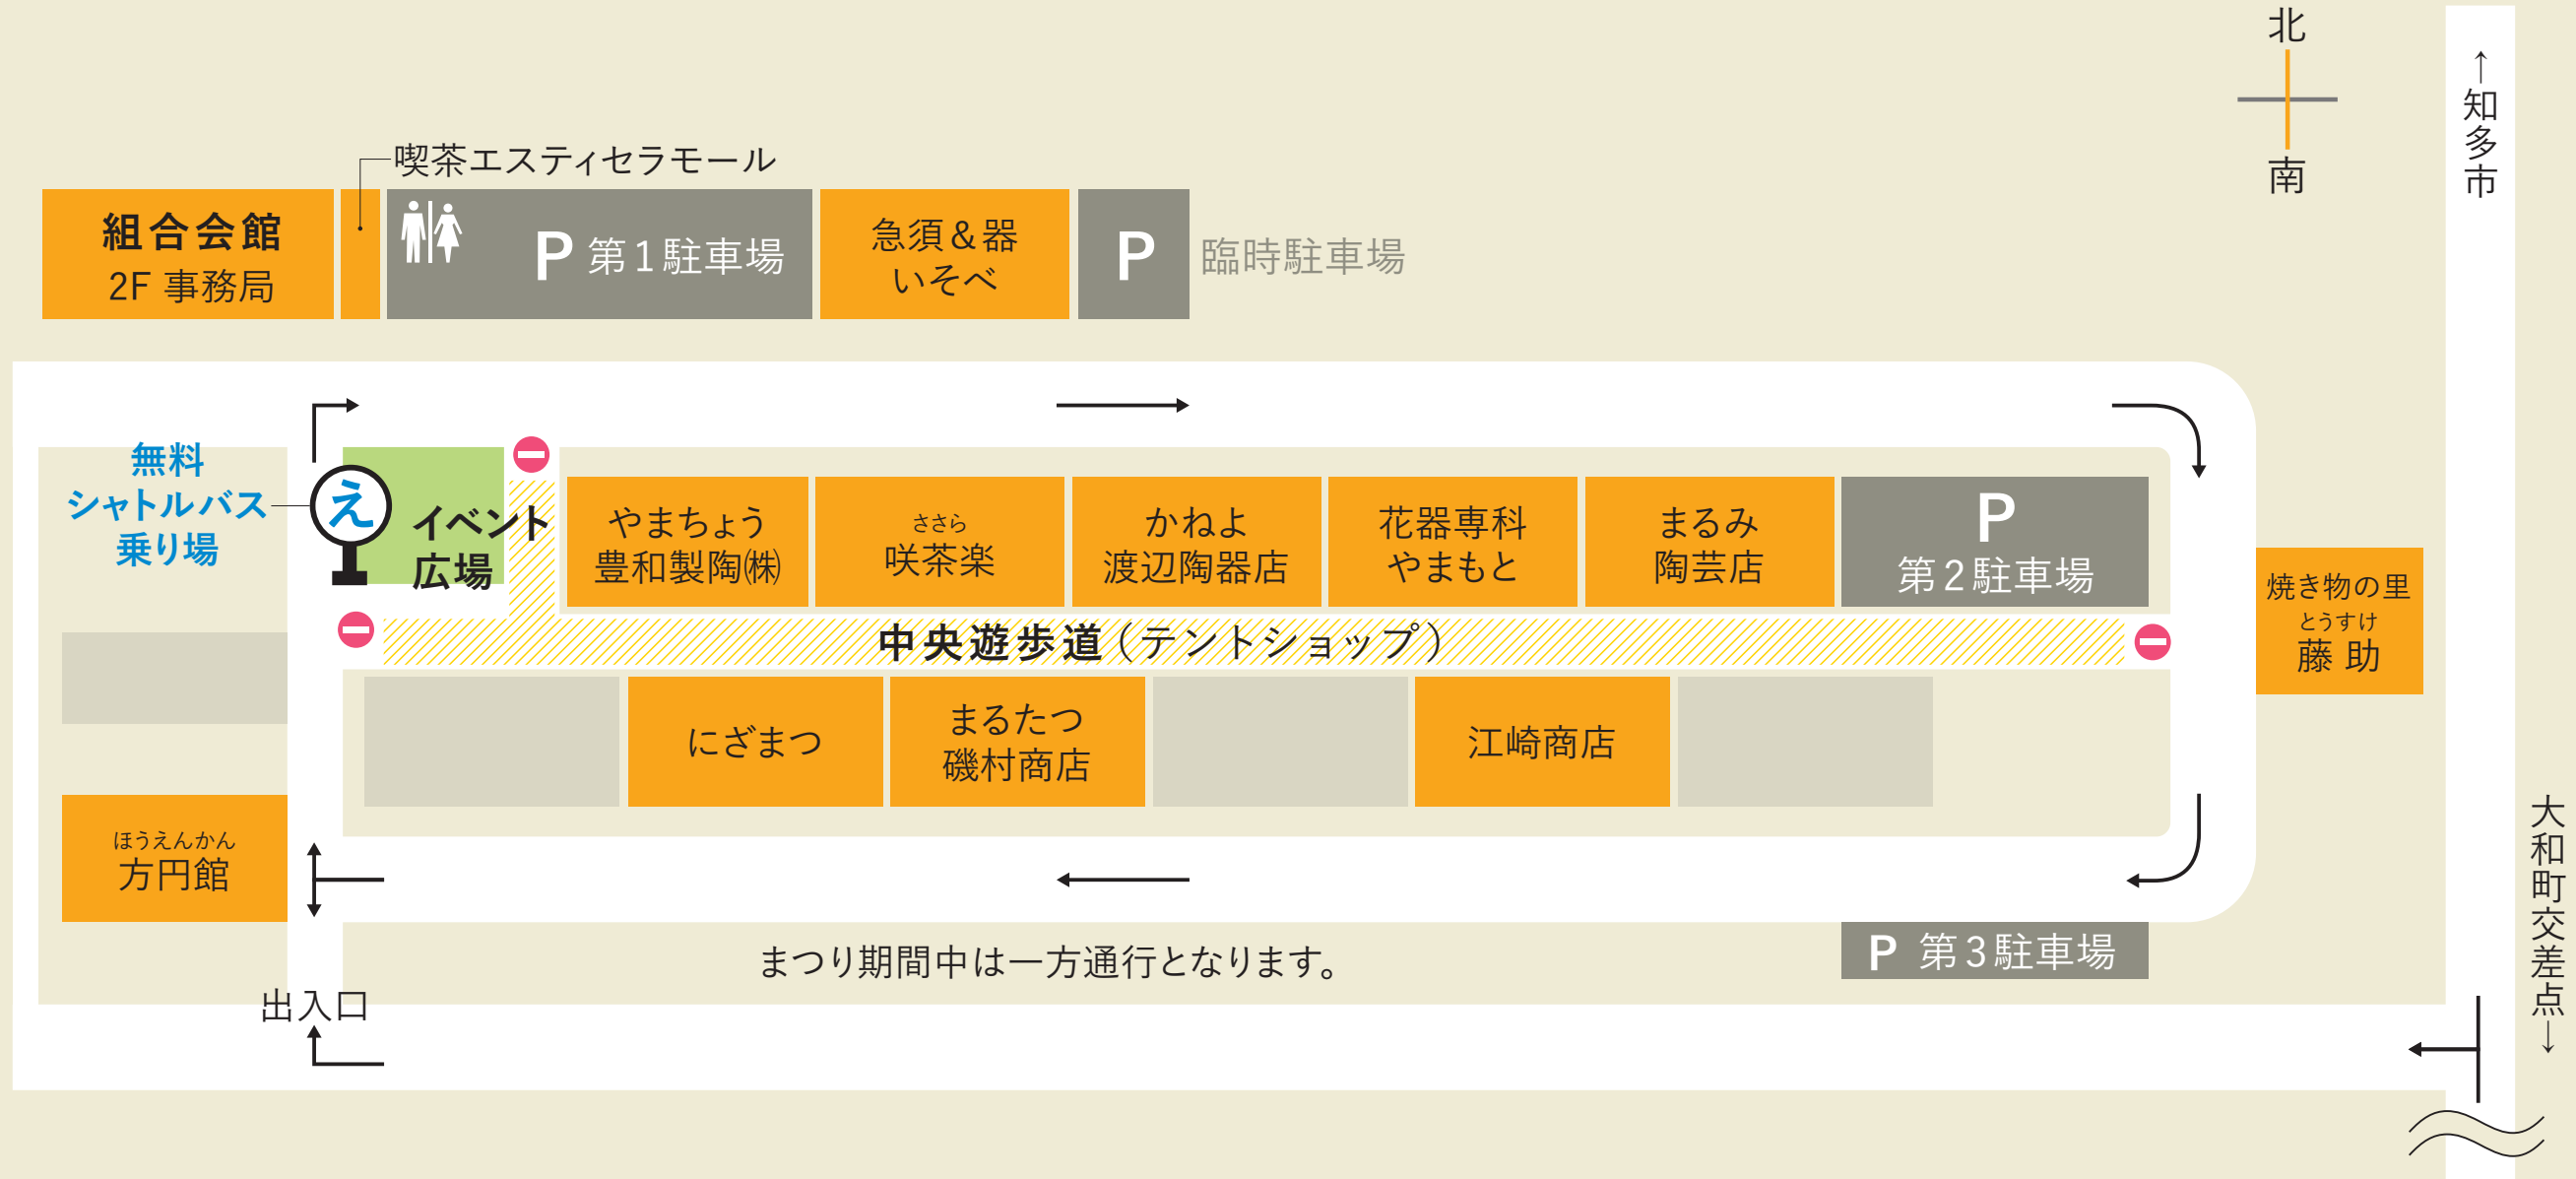 北
南
↑知多市
喫茶エスティセラモール
組合会館
2F 事務局
P 第1駐車場
急須&器
いそべ
P 臨時駐車場
無料
シャトルバス
乗り場
え
イベント
広場
やまちょう
豊和製陶㈱
ささら
咲茶楽
かねよ
渡辺陶器店
花器専科
やまもと
まるみ
陶芸店
P
第2駐車場
焼き物の里
とうすけ
藤助
中央遊歩道(テントショップ)
にざまつ
まるたつ
磯村商店
江崎商店
ほうえんかん
方円館
大和町交差点↓
まつり期間中は一方通行となります。
P 第3駐車場
出入口